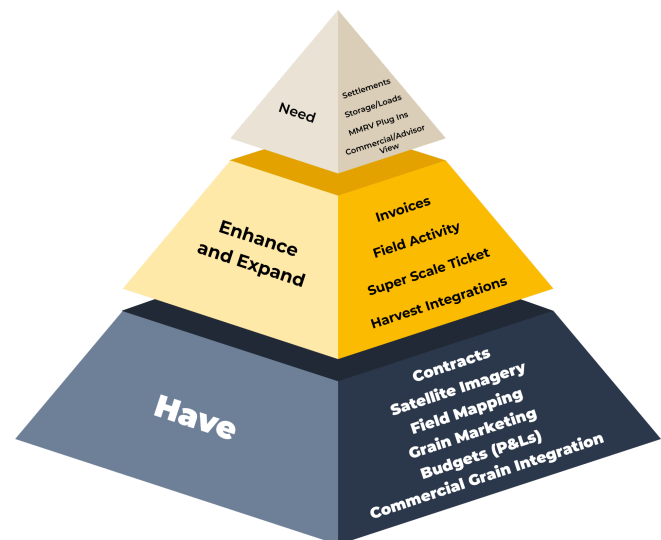 Need
Settlements
Storage/Loads
MMRV Plug Ins
Commercial/Advisor
View
Enhance
and Expand
Invoices
Field Activity
Super Scale Ticket
Harvest Integrations
Have
Contracts
Satellite Imagery
Field Mapping
Grain Marketing
Budgets (P&Ls)
Commercial Grain Integration